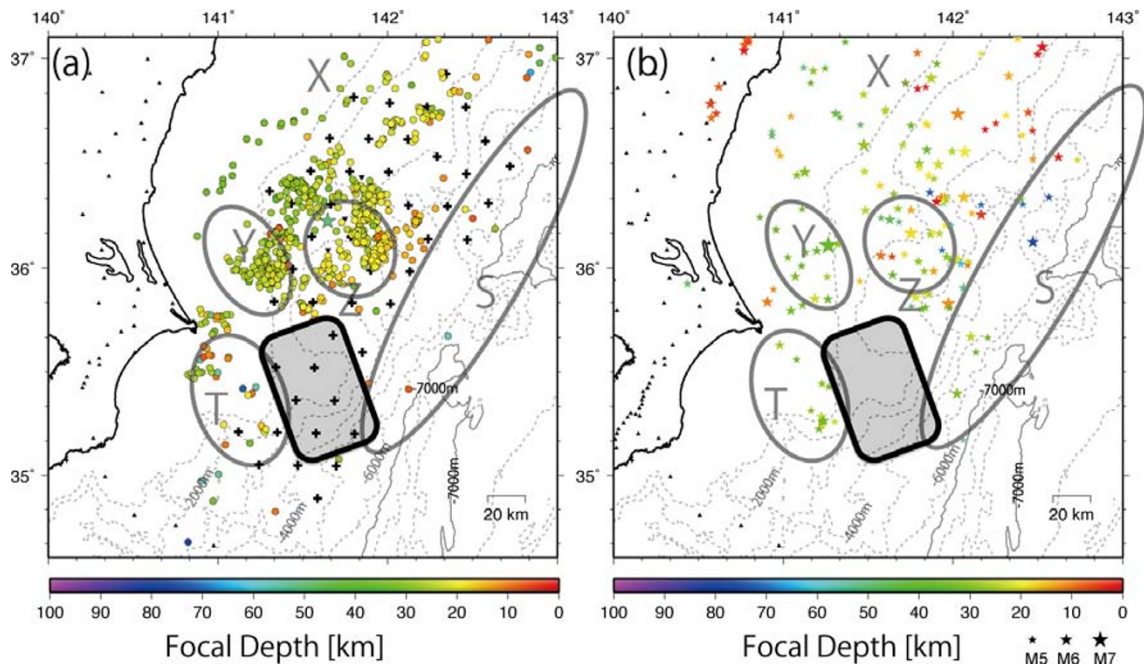 140° 141° 142° 143° 140° 141° 142° 143°
(a) (b)
37° 37°
X X
Y Y
36° 36°
S S
Z Z
T T
-7000m -7000m
35° 35°
-2000m -4000m -6000m -7000m -2000m -4000m -6000m -7000m
20 km 20 km
100 90 80 70 60 50 40 30 20 10 0 100 90 80 70 60 50 40 30 20 10 0
Focal Depth [km] Focal Depth [km]
M5 M6 M7